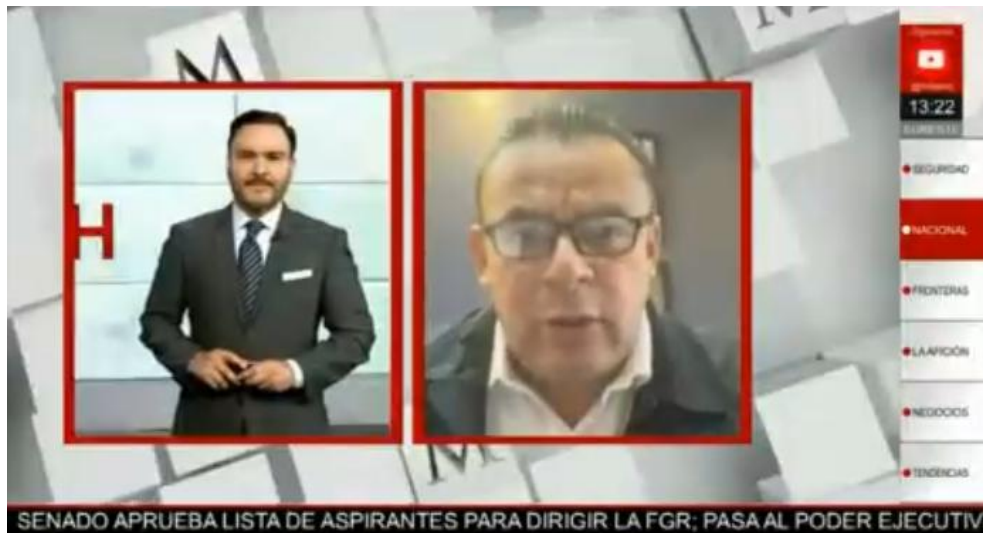 M
M
H
M
13:22
SEGURIDAD
NACIONAL
FRONTERAS
LA AFICIÓN
NEGOCIOS
TENDENCIAS
SENADO APRUEBA LISTA DE ASPIRANTES PARA DIRIGIR LA FGR; PASA AL PODER EJECUTIV